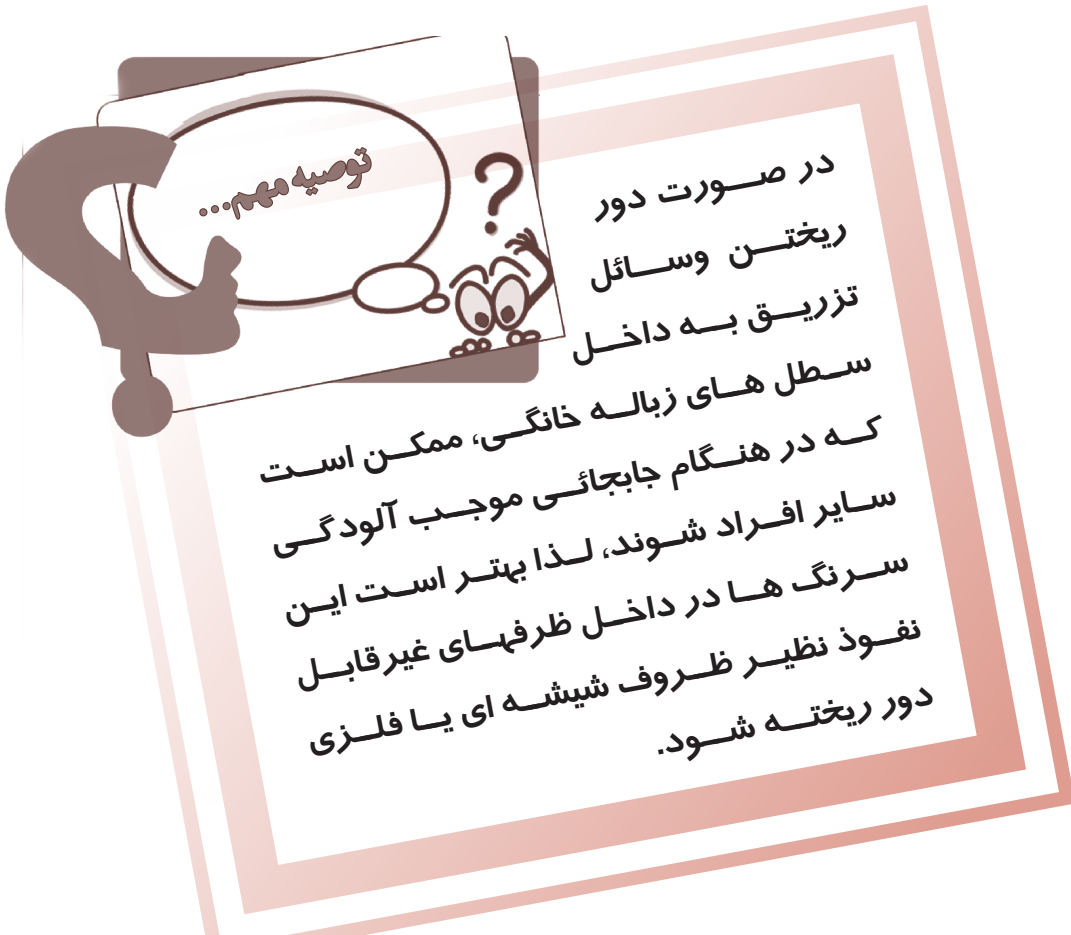 توصیه مهم...
در صورت دور
ریختن وسائل
تزریق به داخل
سطل های زباله خانگی، ممکن است
که در هنگام جابجائی موجب آلودگی
سایر افراد شوند، لذا بهتر است این
سرنگ ها در داخل ظرفهای غیرقابل
نفوذ نظیر ظروف شیشه ای یا فلزی
دور ریخته شود.